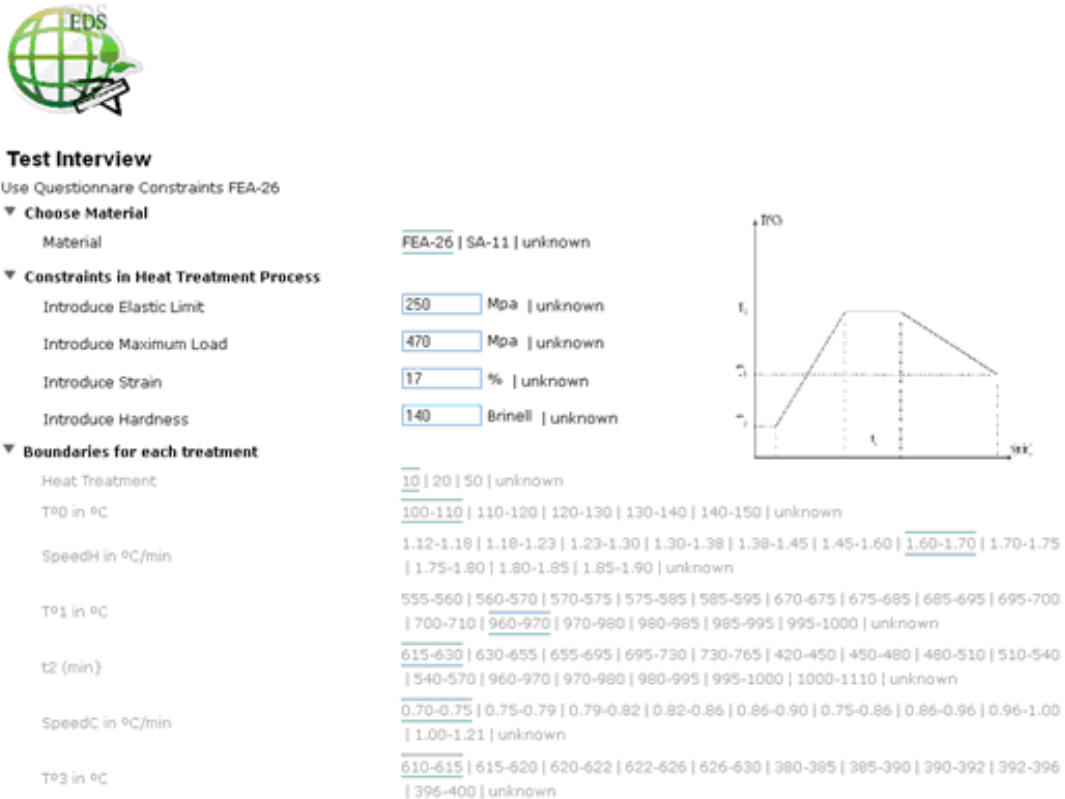 EDS
Test Interview
Use Questionnare Constraints FEA-26
Choose Material
Material FEA-26 | SA-11 | unknown
Constraints in Heat Treatment Process
Introduce Elastic Limit 250 Mpa | unknown
Introduce Maximum Load 470 Mpa | unknown
Introduce Strain 17 % | unknown
Introduce Hardness 140 Brinell | unknown
Boundaries for each treatment
Heat Treatment 10 | 20 | 50 | unknown
Tº0 in ºC 100-110 | 110-120 | 120-130 | 130-140 | 140-150 | unknown
SpeedH in ºC/min 1.12-1.18 | 1.18-1.23 | 1.23-1.30 | 1.30-1.38 | 1.38-1.45 | 1.45-1.60 | 1.60-1.70 | 1.70-1.75
| 1.75-1.80 | 1.80-1.85 | 1.85-1.90 | unknown
Tº1 in ºC 555-560 | 560-570 | 570-575 | 575-585 | 585-595 | 670-675 | 675-685 | 685-695 | 695-700
| 700-710 | 960-970 | 970-980 | 980-985 | 985-995 | 995-1000 | unknown
t2 (min} 615-630 | 630-655 | 655-695 | 695-730 | 730-765 | 420-450 | 450-480 | 480-510 | 510-540
| 540-570 | 960-970 | 970-980 | 980-995 | 995-1000 | 1000-1110 | unknown
SpeedC in ºC/min 0.70-0.75 | 0.75-0.79 | 0.79-0.82 | 0.82-0.86 | 0.86-0.90 | 0.75-0.86 | 0.86-0.96 | 0.96-1.00
| 1.00-1.21 | unknown
Tº3 in ºC 610-615 | 615-620 | 620-622 | 622-626 | 626-630 | 380-385 | 385-390 | 390-392 | 392-396
| 396-400 | unknown